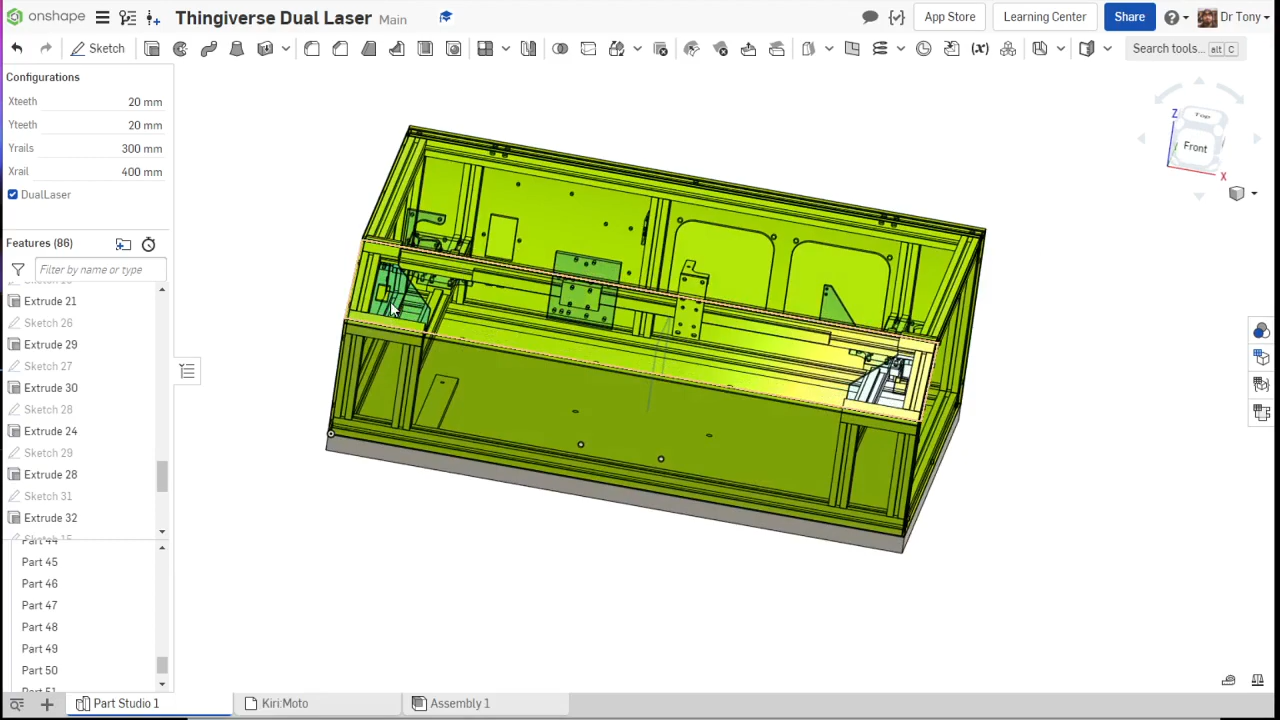 onshape
Thingiverse Dual Laser Main
App Store
Learning Center
Share
Dr Tony
Sketch
Search tools... alt C
Configurations
Xteeth 20 mm
Yteeth 20 mm
Yrails 300 mm
Xrail 400 mm
DualLaser
Features (86)
Filter by name or type
Extrude 21
Sketch 26
Extrude 29
Sketch 27
Extrude 30
Sketch 28
Extrude 24
Sketch 29
Extrude 28
Sketch 31
Extrude 32
Part 44
Part 45
Part 46
Part 47
Part 48
Part 49
Part 50
Part 51
Z
Front
X
Part Studio 1
Kiri:Moto
Assembly 1